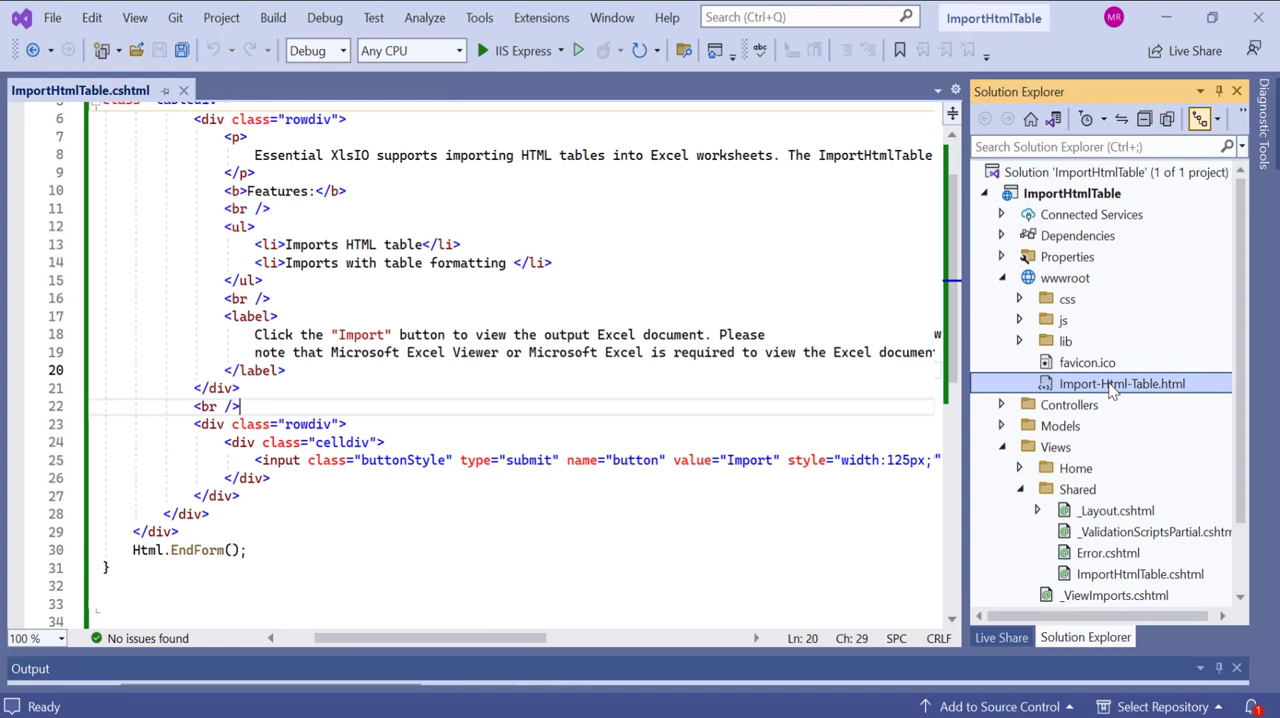 File Edit View Git Project Build Debug Test Analyze Tools Extensions Window Help Search (Ctrl+Q) ImportHtmlTable MR
Debug Any CPU IIS Express Live Share
ImportHtmlTable.cshtml
6 <div class="rowdiv">
7 <p>
8 Essential XlsIO supports importing HTML tables into Excel worksheets. The ImportHtmlTable
9 </p>
10 <b>Features:</b>
11 <br />
12 <ul>
13 <li>Imports HTML table</li>
14 <li>Imports with table formatting </li>
15 </ul>
16 <br />
17 <label>
18 Click the "Import" button to view the output Excel document. Please w
19 note that Microsoft Excel Viewer or Microsoft Excel is required to view the Excel document
20 </label>
21 </div>
22 <br />
23 <div class="rowdiv">
24 <div class="celldiv">
25 <input class="buttonStyle" type="submit" name="button" value="Import" style="width:125px;"
26 </div>
27 </div>
28 </div>
29 </div>
30 Html.EndForm();
31 }
32
33
34
100 % No issues found Ln: 20 Ch: 29 SPC CRLF
Solution Explorer
Search Solution Explorer (Ctrl+;)
Solution 'ImportHtmlTable' (1 of 1 project)
ImportHtmlTable
Connected Services
Dependencies
Properties
wwwroot
css
js
lib
favicon.ico
Import-Html-Table.html
Controllers
Models
Views
Home
Shared
_Layout.cshtml
_ValidationScriptsPartial.cshtm
Error.cshtml
ImportHtmlTable.cshtml
_ViewImports.cshtml
Live Share Solution Explorer
Diagnostic Tools
Output
Ready Add to Source Control Select Repository 1